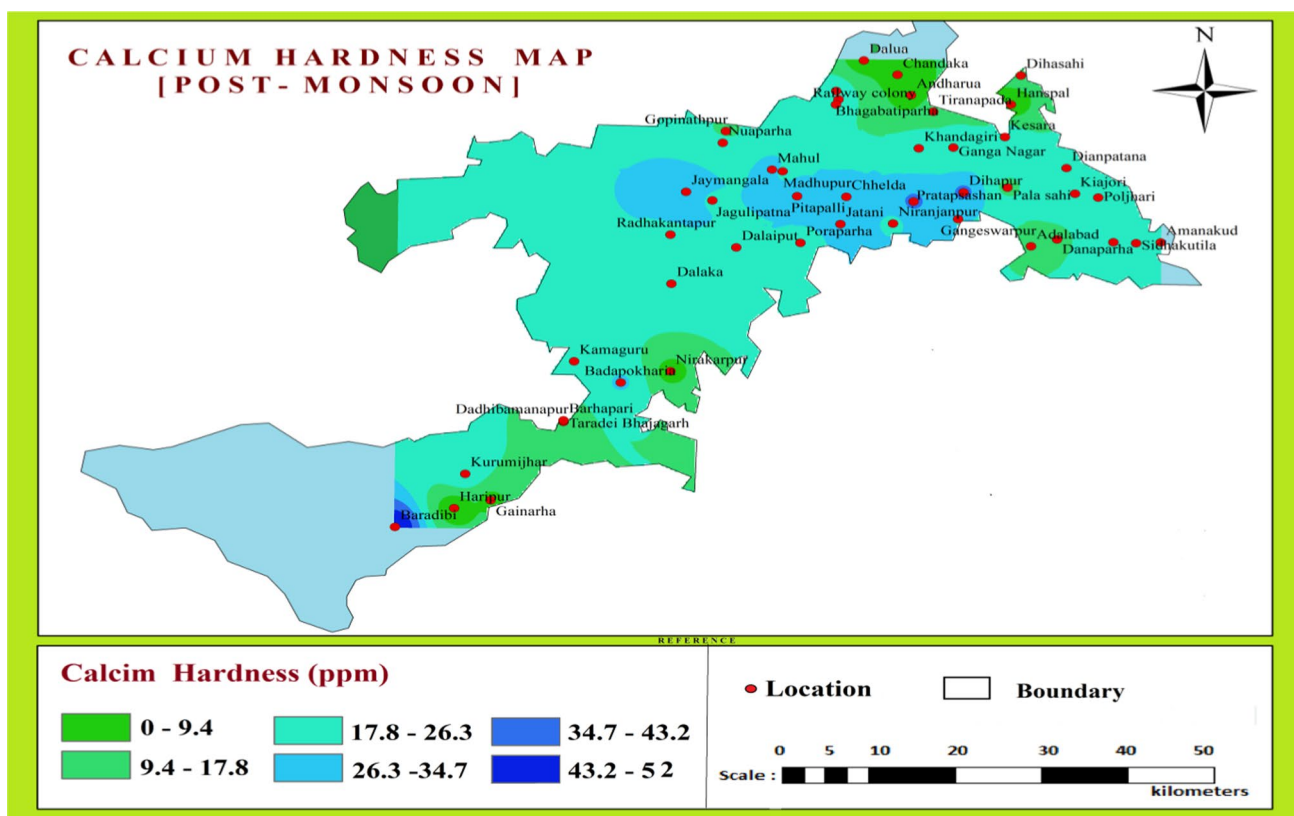 CALCIUM HARDNESS MAP
[POST- MONSOON]
N
Dalua
Chandaka
Dihasahi
Andharua
Railway colony
Tiranapada
Hanspal
Bhagabatiparha
Gopinathpur
Nuaparha
Kesara
Khandagiri
Ganga Nagar
Mahul
Dianpatana
Jaymangala
Madhupur
Chhelda
Dihapur
Pratapsashan
Pala sahi
Kiajori
Poljhari
Jagulipatna
Pitapalli
Jatani
Niranjanpur
Radhakantapur
Dalaiput
Poraparha
Gangeswarpur
Adalabad
Amanakud
Danaparha
Sidhakutila
Dalaka
Kamaguru
Nirakarpur
Badapokharia
Dadhibamanapur
Barhapari
Taradei Bhajagarh
Kurumijhar
Haripur
Gainarha
Baradibi
REFERENCE
Calcim Hardness (ppm)
0 - 9.4
17.8 - 26.3
34.7 - 43.2
9.4 - 17.8
26.3 -34.7
43.2 - 52
Location
Boundary
0 5 10 20 30 40 50
Scale :
kilometers